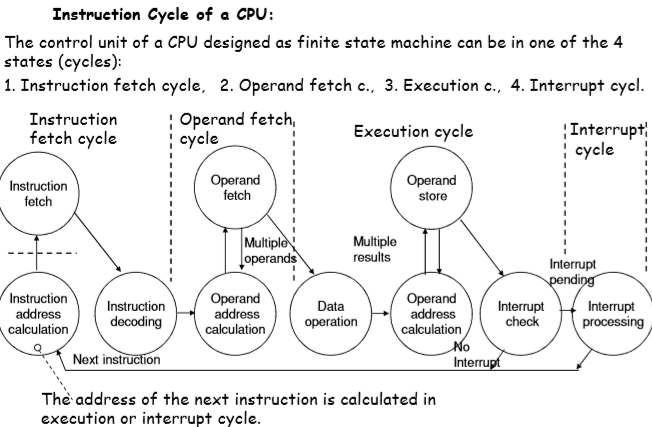 Instruction Cycle of a CPU:
The control unit of a CPU designed as finite state machine can be in one of the 4
states (cycles):
1. Instruction fetch cycle, 2. Operand fetch c., 3. Execution c., 4. Interrupt cycl.
Instruction
fetch cycle
Operand fetch
cycle
Execution cycle
Interrupt
cycle
Instruction
fetch
Operand
fetch
Operand
store
Multiple
operands
Multiple
results
Interrupt
pending
Instruction
address
calculation
Instruction
decoding
Operand
address
calculation
Data
operation
Operand
address
calculation
Interrupt
check
Interrupt
processing
No
Interrupt
Next instruction
The address of the next instruction is calculated in
execution or interrupt cycle.